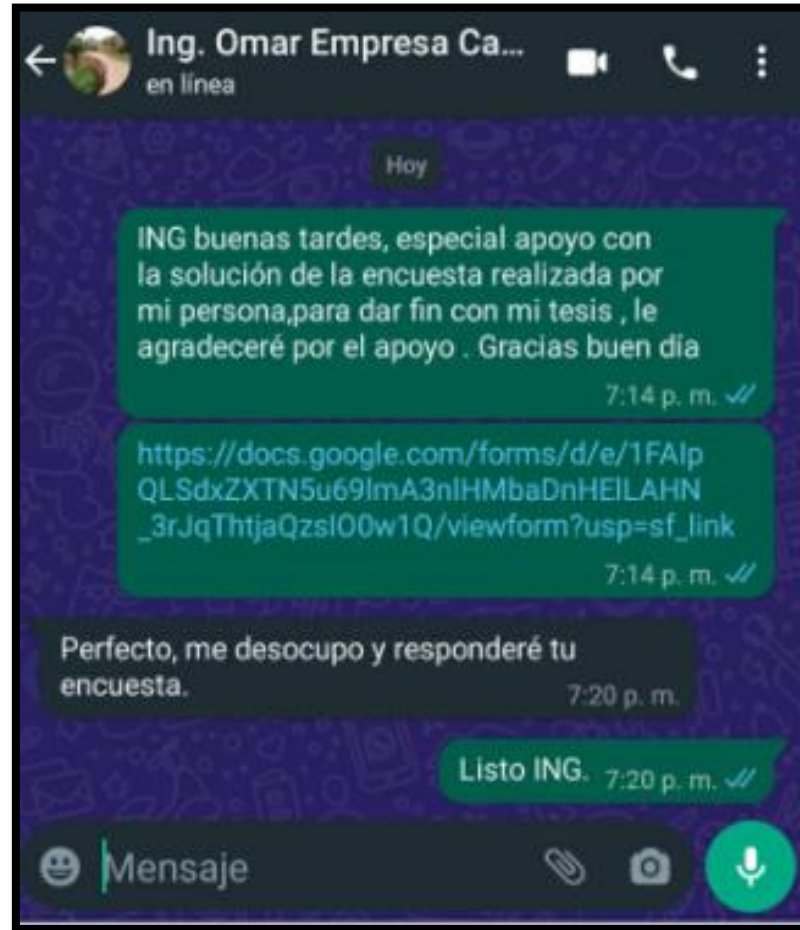 Ing. Omar Empresa Ca...
en línea
Hoy
ING buenas tardes, especial apoyo con
la solución de la encuesta realizada por
mi persona,para dar fin con mi tesis , le
agradeceré por el apoyo . Gracias buen día
7:14 p. m.
https://docs.google.com/forms/d/e/1FAIp
QLSdxZXTN5u69lmA3nlHMbaDnHElLAHN
_3rJqThtjaQzslO0w1Q/viewform?usp=sf_link
7:14 p. m.
Perfecto, me desocupo y responderé tu
encuesta.
7:20 p. m.
Listo ING. 7:20 p. m.
Mensaje